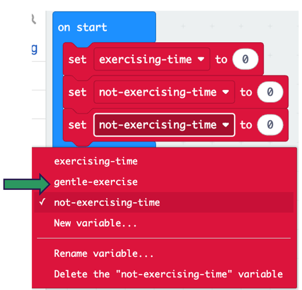 on start
set exercising-time to 0
set not-exercising-time to 0
set not-exercising-time to 0
exercising-time
gentle-exercise
not-exercising-time
New variable...
Rename variable...
Delete the "not-exercising-time" variable